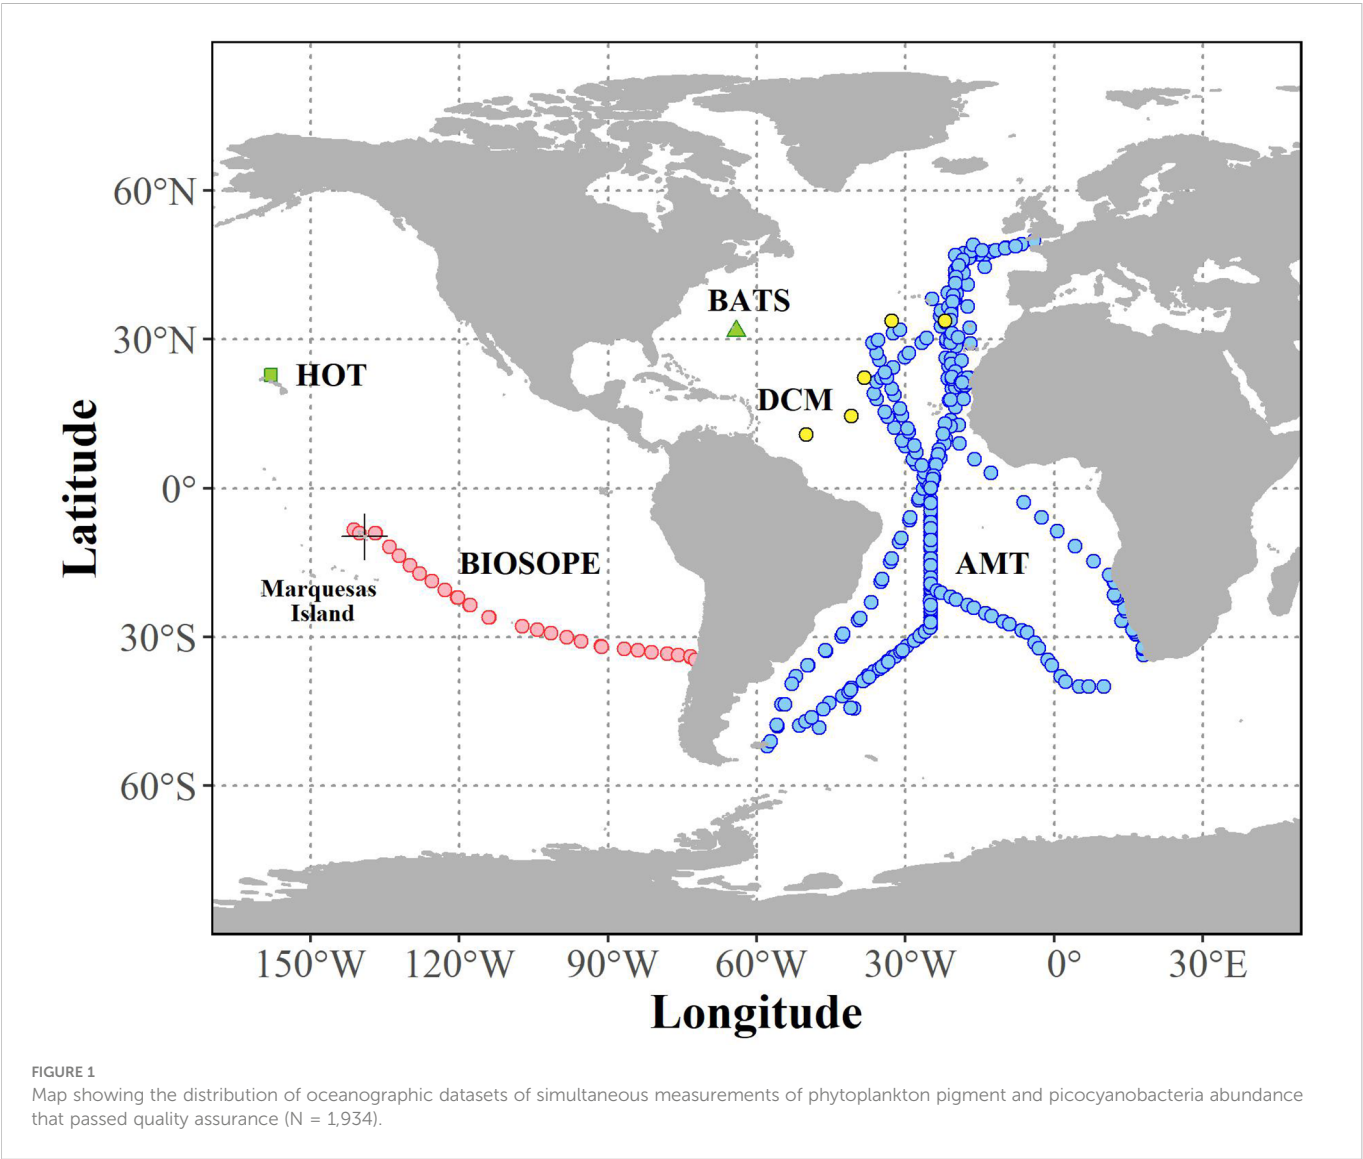 60°N
30°N
0°
30°S
60°S
Latitude
BATS
HOT
DCM
BIOSOPE
AMT
Marquesas
Island
150°W 120°W 90°W 60°W 30°W 0° 30°E
Longitude
FIGURE 1
Map showing the distribution of oceanographic datasets of simultaneous measurements of phytoplankton pigment and picocyanobacteria abundance
that passed quality assurance (N = 1,934).